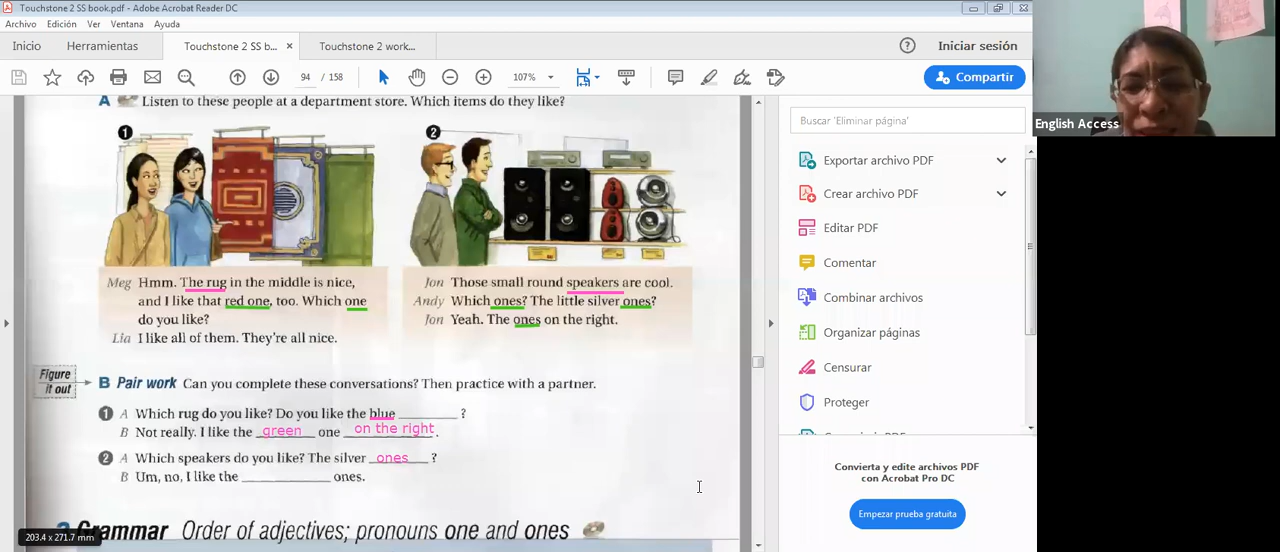 Touchstone 2 SS book.pdf - Adobe Acrobat Reader DC
Archivo Edición Ver Ventana Ayuda
Inicio Herramientas Touchstone 2 SS b... × Touchstone 2 work... Iniciar sesión
94 / 158 107% Compartir
A Listen to these people at a department store. Which items do they like?
1
2
Meg Hmm. The rug in the middle is nice,
and I like that red one, too. Which one
do you like?
Lia I like all of them. They're all nice.
Jon Those small round speakers are cool.
Andy Which ones? The little silver ones?
Jon Yeah. The ones on the right.
Figure
it out
B Pair work Can you complete these conversations? Then practice with a partner.
1 A Which rug do you like? Do you like the blue ________ ?
B Not really. I like the green one on the right.
2 A Which speakers do you like? The silver ones ?
B Um, no, I like the ____________ ones.
Grammar Order of adjectives; pronouns one and ones
203.4 x 271.7 mm
Buscar 'Eliminar página'
Exportar archivo PDF
Crear archivo PDF
Editar PDF
Comentar
Combinar archivos
Organizar páginas
Censurar
Proteger
Convierta y edite archivos PDF
con Acrobat Pro DC
Empezar prueba gratuita
English Access